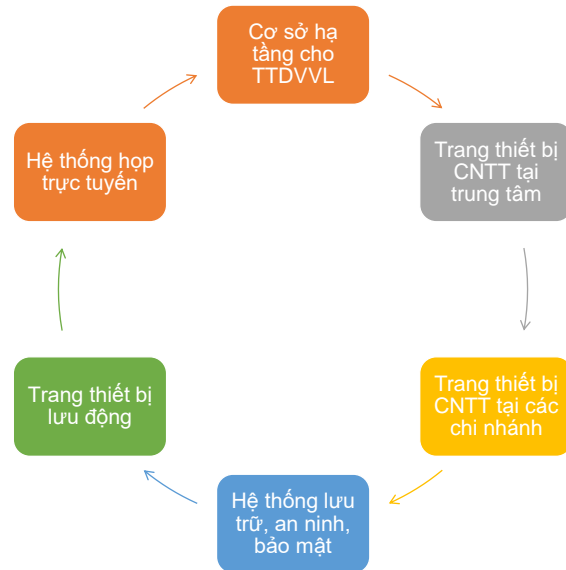 Cơ sở hạ
tầng cho
TTDVVL
Trang thiết bị
CNTT tại
trung tâm
Trang thiết bị
CNTT tại các
chi nhánh
Hệ thống lưu
trữ, an ninh,
bảo mật
Trang thiết bị
lưu động
Hệ thống họp
trực tuyến